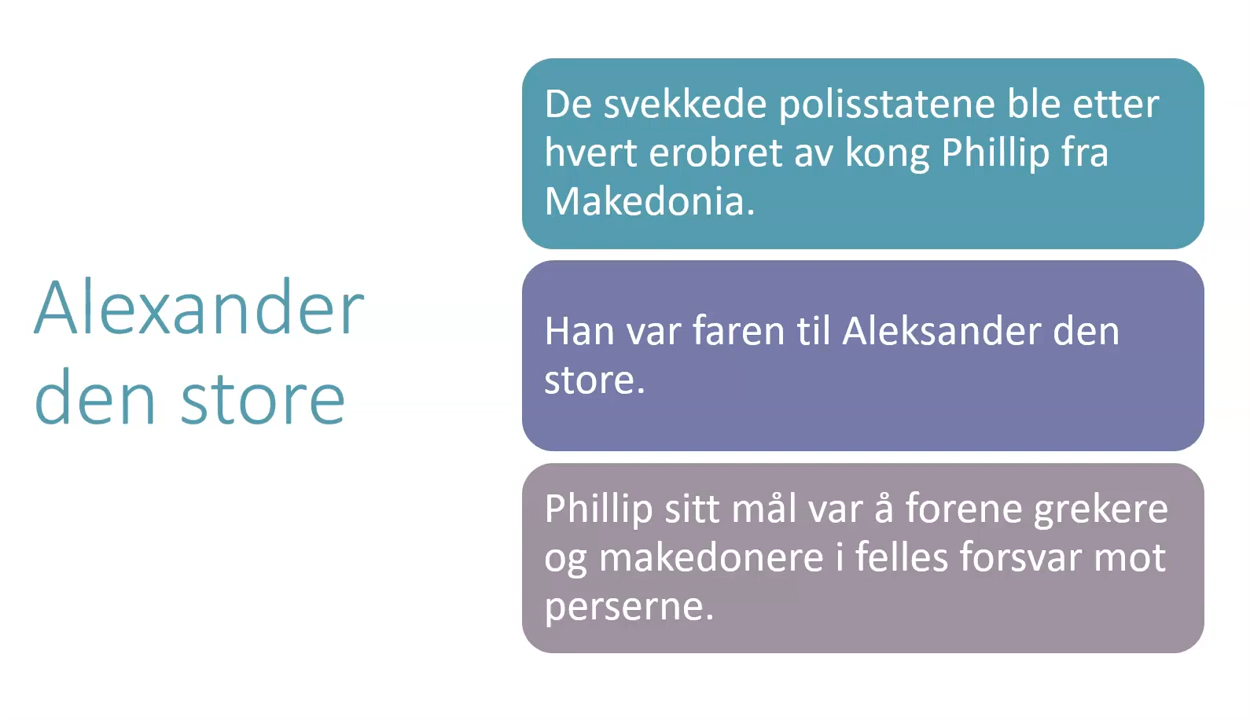 Alexander
den store
De svekkede polisstatene ble etter
hvert erobret av kong Phillip fra
Makedonia.
Han var faren til Aleksander den
store.
Phillip sitt mål var å forene grekere
og makedonere i felles forsvar mot
perserne.